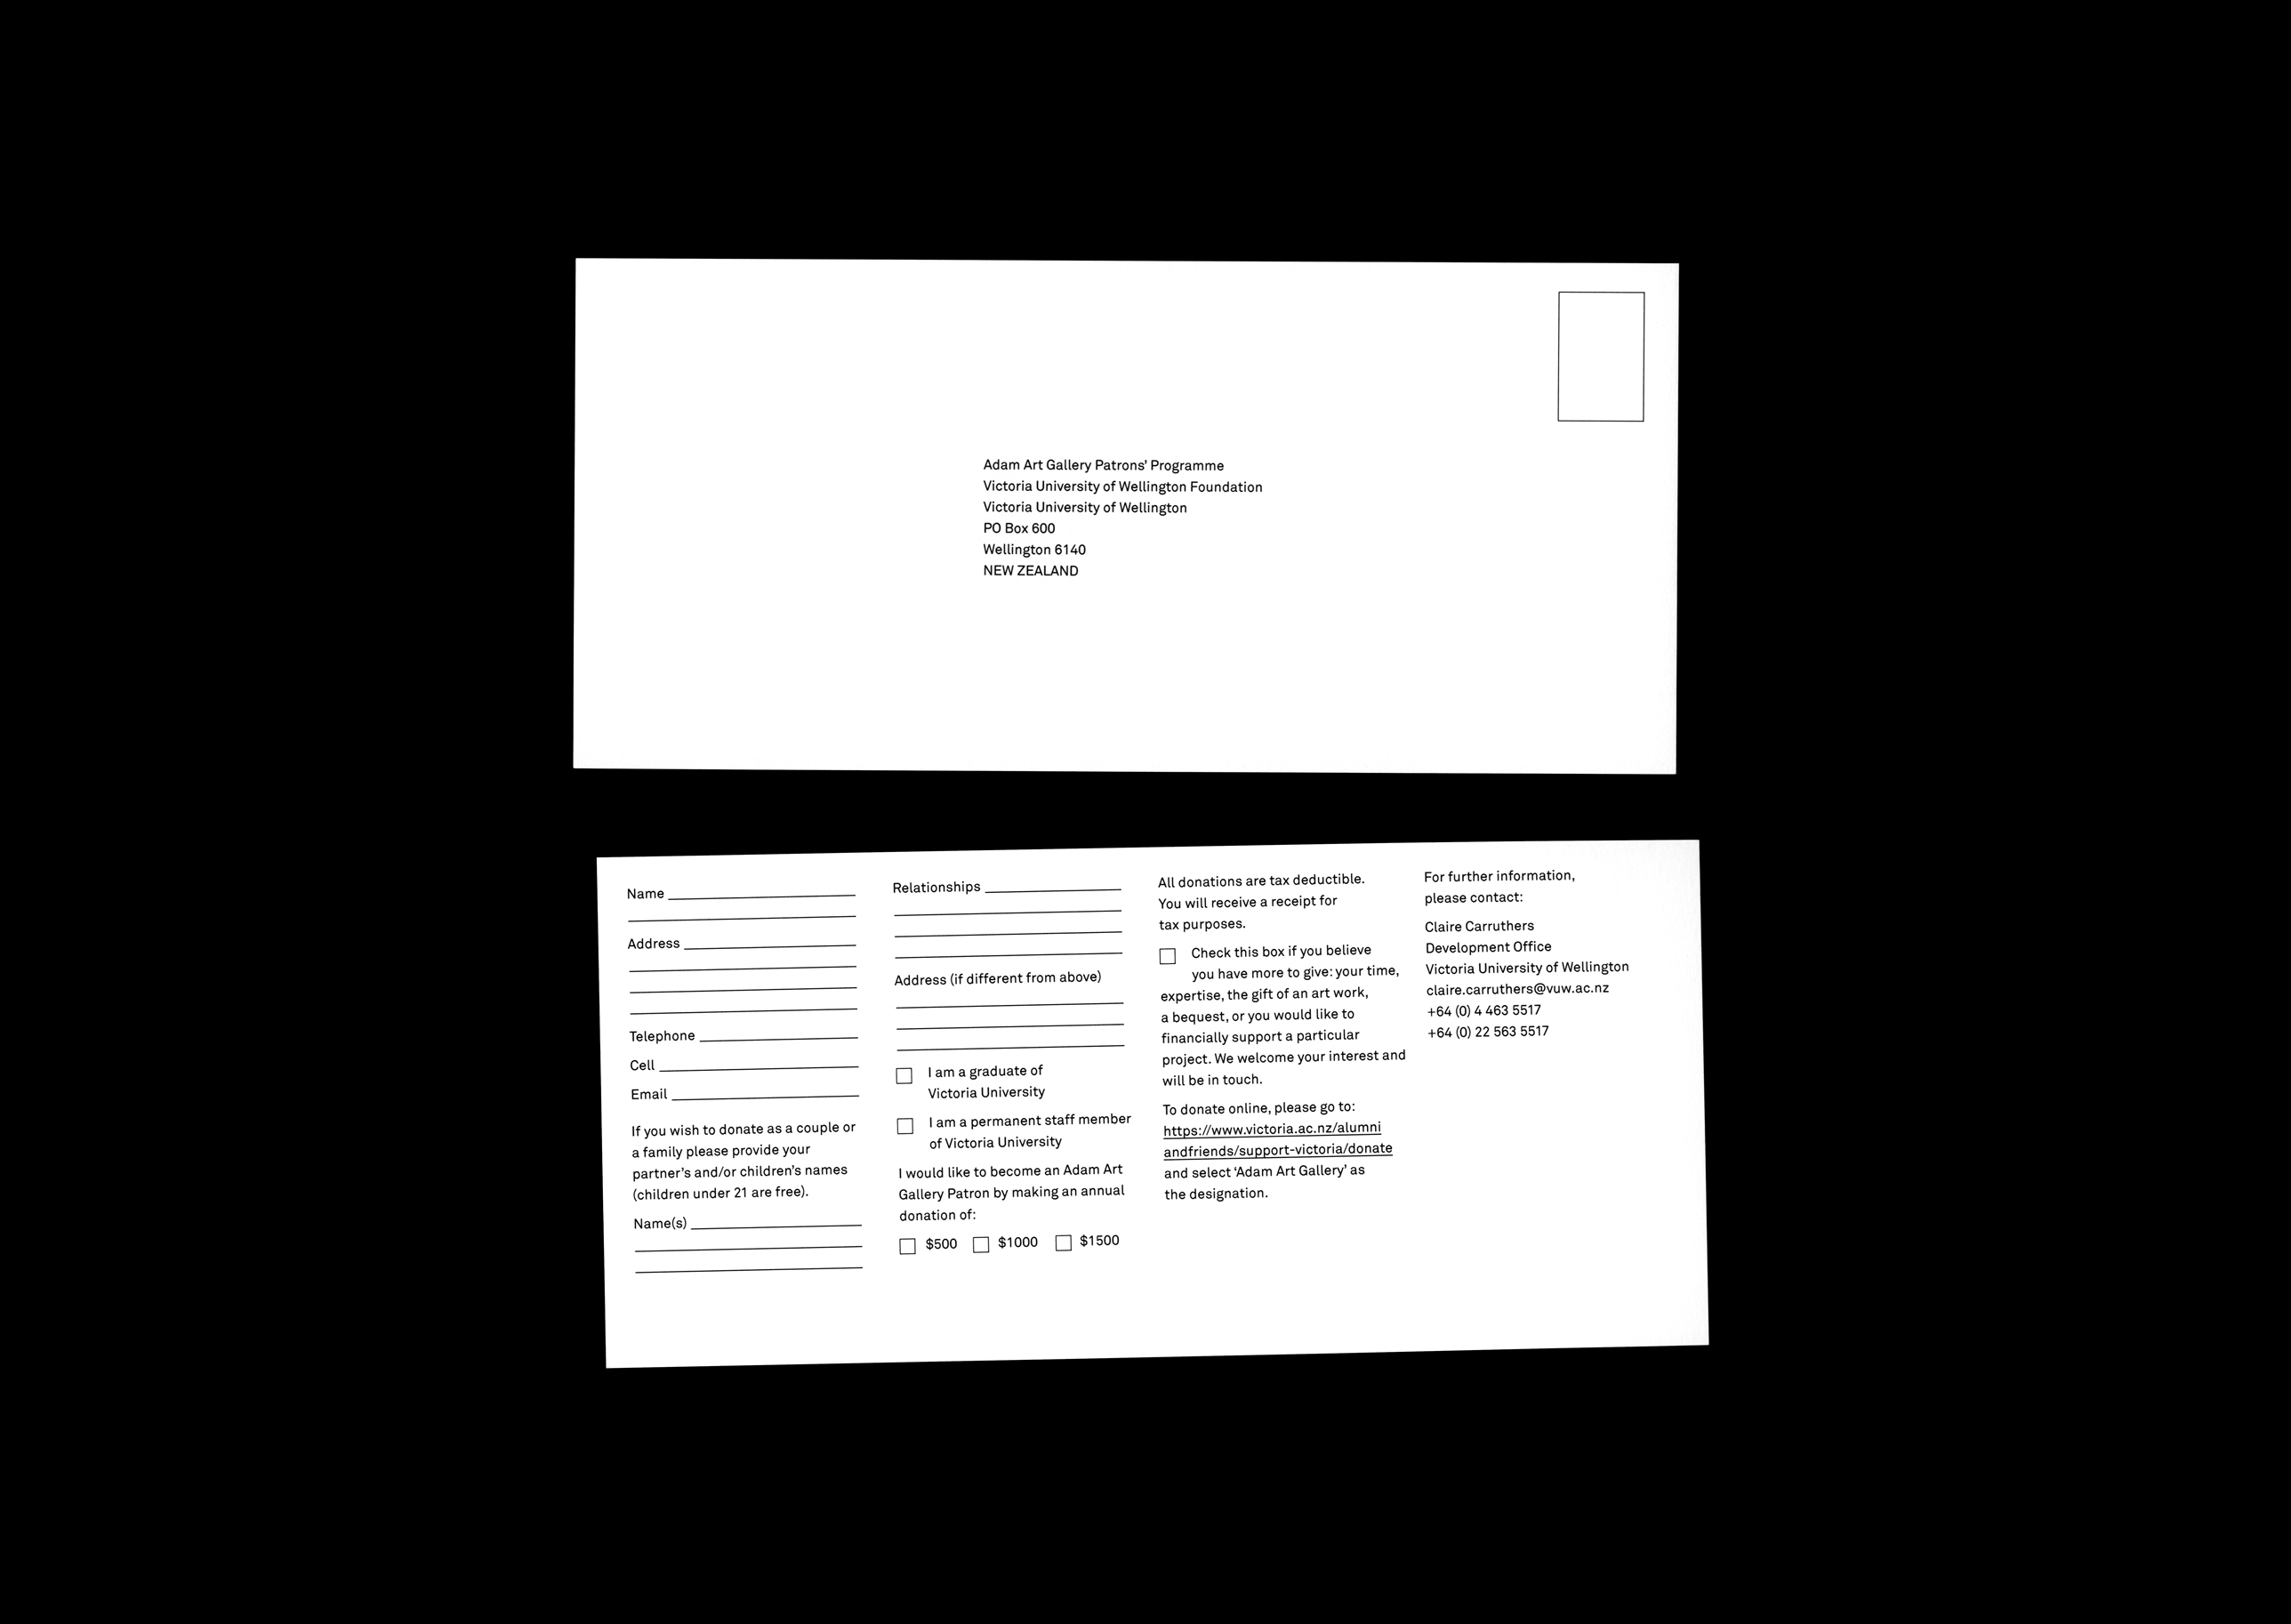 Adam Art Gallery Patrons’ Programme
Victoria University of Wellington Foundation
Victoria University of Wellington
PO Box 600
Wellington 6140
NEW ZEALAND
Name
Address
Telephone
Cell
Email
If you wish to donate as a couple or
a family please provide your
partner’s and/or children’s names
(children under 21 are free).
Name(s)
Relationships
Address (if different from above)
I am a graduate of
Victoria University
I am a permanent staff member
of Victoria University
I would like to become an Adam Art
Gallery Patron by making an annual
donation of:
$500 $1000 $1500
All donations are tax deductible.
You will receive a receipt for
tax purposes.
Check this box if you believe
you have more to give: your time,
expertise, the gift of an art work,
a bequest, or you would like to
financially support a particular
project. We welcome your interest and
will be in touch.
To donate online, please go to:
https://www.victoria.ac.nz/alumni
andfriends/support-victoria/donate
and select ‘Adam Art Gallery’ as
the designation.
For further information,
please contact:
Claire Carruthers
Development Office
Victoria University of Wellington
claire.carruthers@vuw.ac.nz
+64 (0) 4 463 5517
+64 (0) 22 563 5517